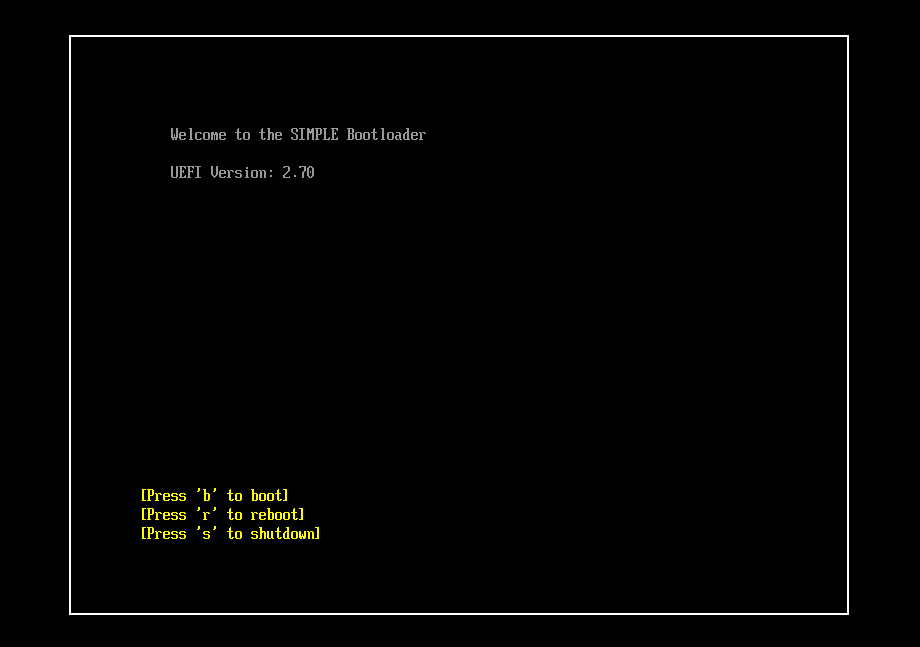 Welcome to the SIMPLE Bootloader
UEFI Version: 2.70
[Press 'b' to boot]
[Press 'r' to reboot]
[Press 's' to shutdown]